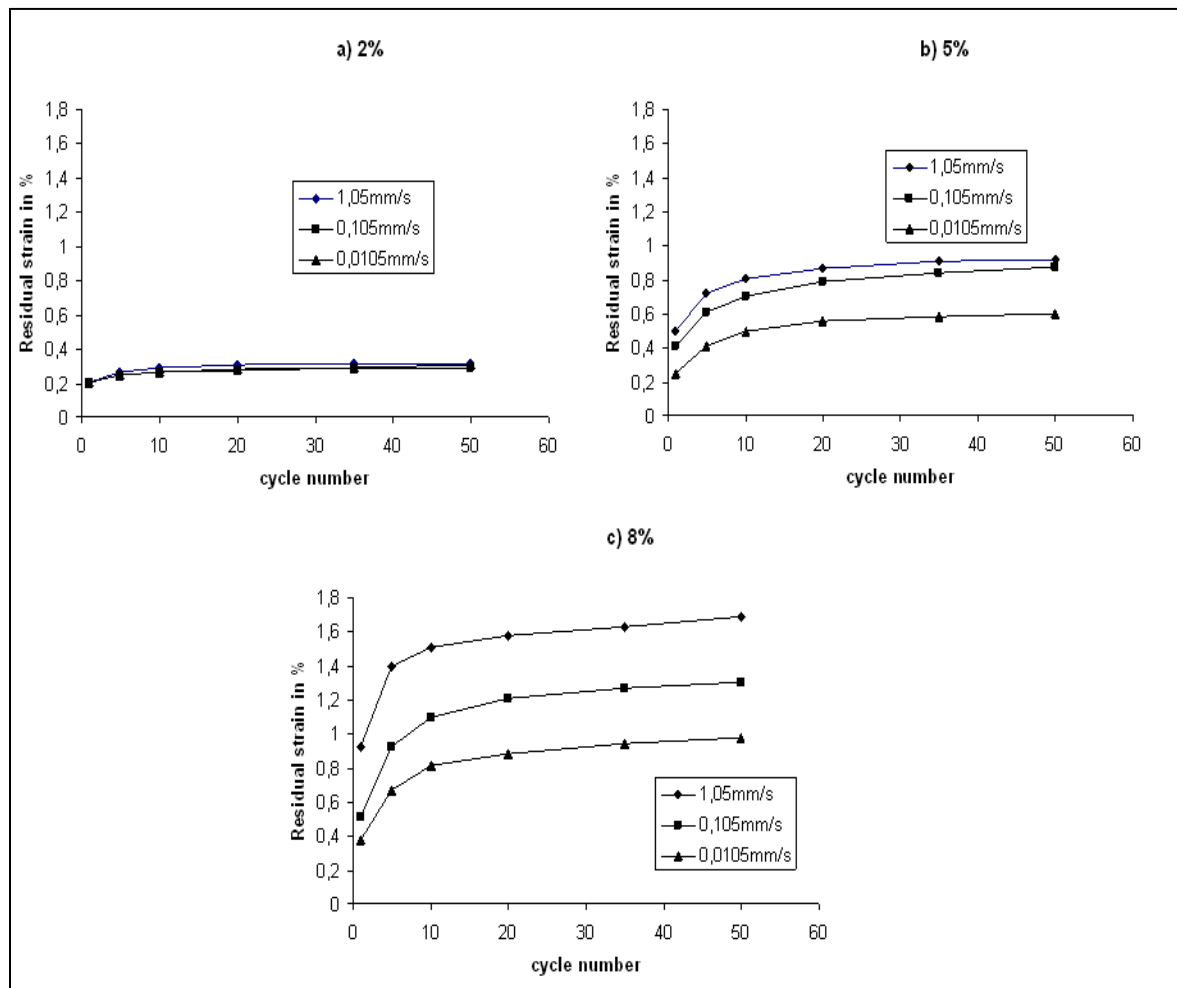 a) 2%
1,8
1,6
1,4
1,2
1
0,8
0,6
0,4
0,2
0
Residual strain in %
1,05mm/s
0,105mm/s
0,0105mm/s
0 10 20 30 40 50 60
cycle number
b) 5%
1,8
1,6
1,4
1,2
1
0,8
0,6
0,4
0,2
0
Residual strain in %
1,05mm/s
0,105mm/s
0,0105mm/s
0 10 20 30 40 50 60
cycle number
c) 8%
1,8
1,6
1,4
1,2
1
0,8
0,6
0,4
0,2
0
Residual strain in %
1,05mm/s
0,105mm/s
0,0105mm/s
0 10 20 30 40 50 60
cycle number